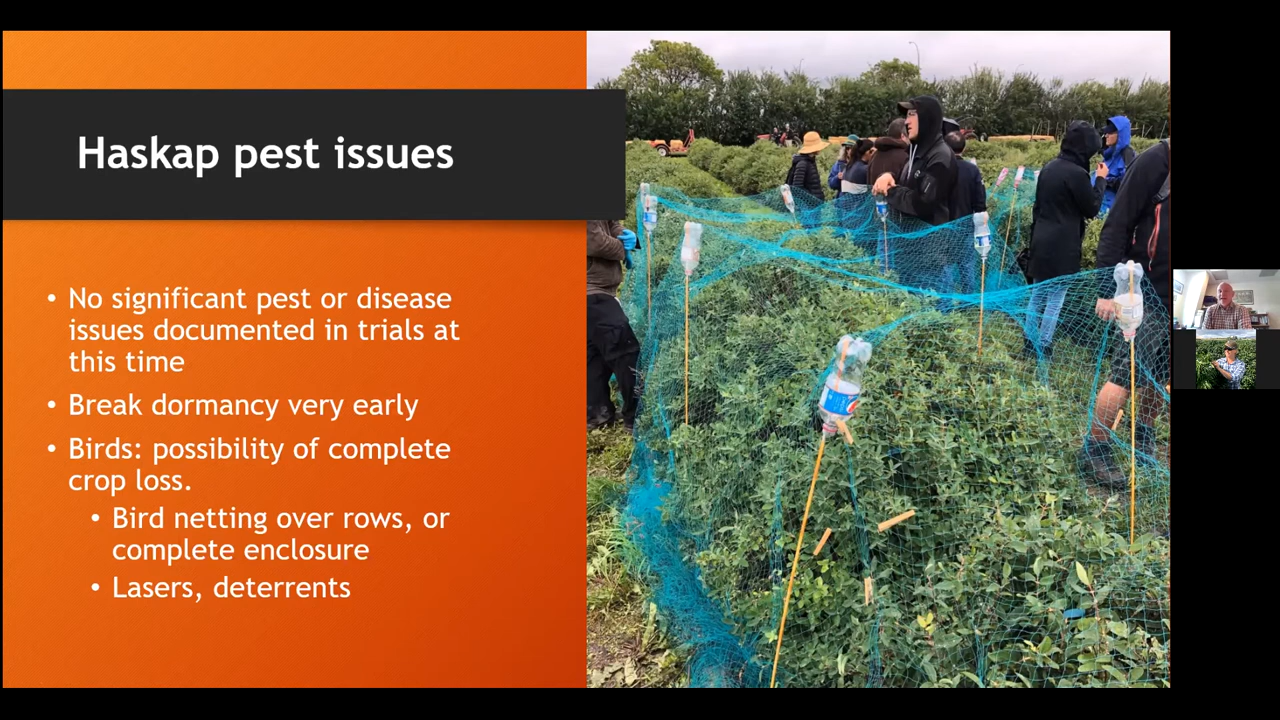 Haskap pest issues
• No significant pest or disease
issues documented in trials at
this time
• Break dormancy very early
• Birds: possibility of complete
crop loss.
• Bird netting over rows, or
complete enclosure
• Lasers, deterrents